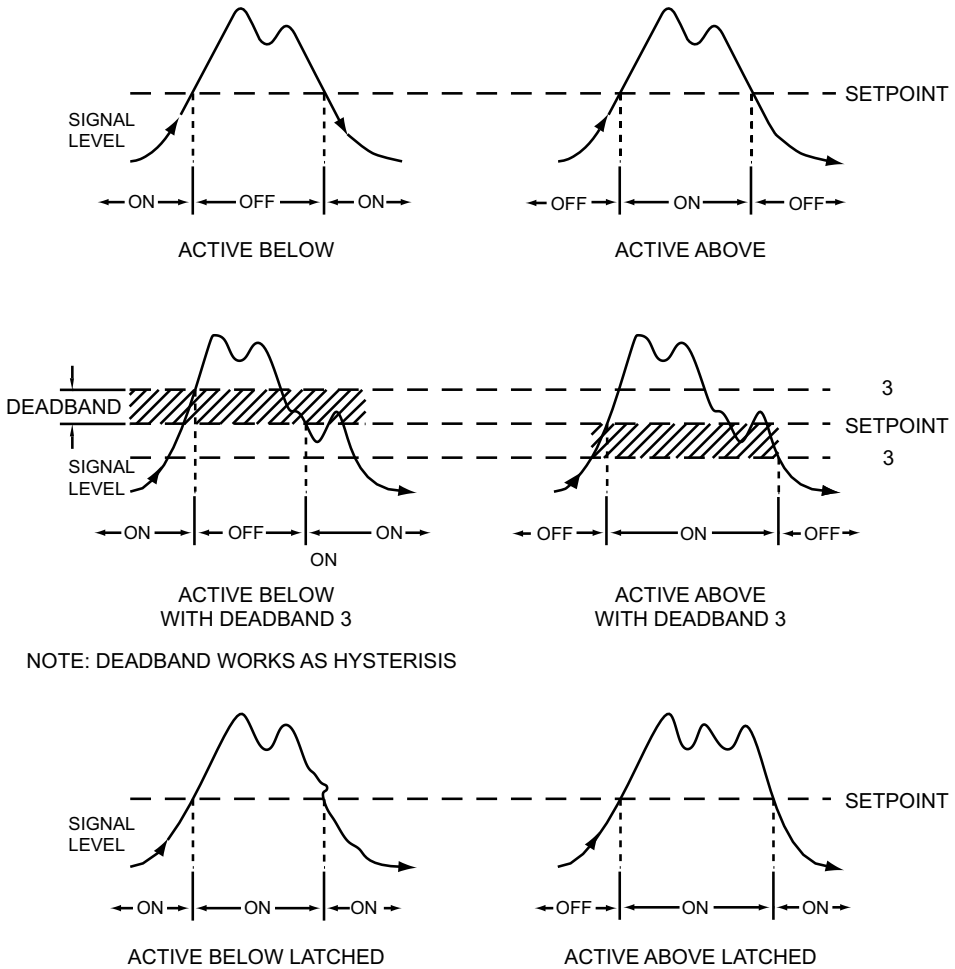 SETPOINT
SIGNAL
LEVEL
ON OFF ON OFF ON OFF
ACTIVE BELOW ACTIVE ABOVE
3
DEADBAND
SETPOINT
SIGNAL
LEVEL
3
ON OFF ON OFF ON OFF
ON
ACTIVE BELOW
WITH DEADBAND 3
ACTIVE ABOVE
WITH DEADBAND 3
NOTE: DEADBAND WORKS AS HYSTERISIS
SETPOINT
SIGNAL
LEVEL
ON ON ON OFF ON ON
ACTIVE BELOW LATCHED ACTIVE ABOVE LATCHED